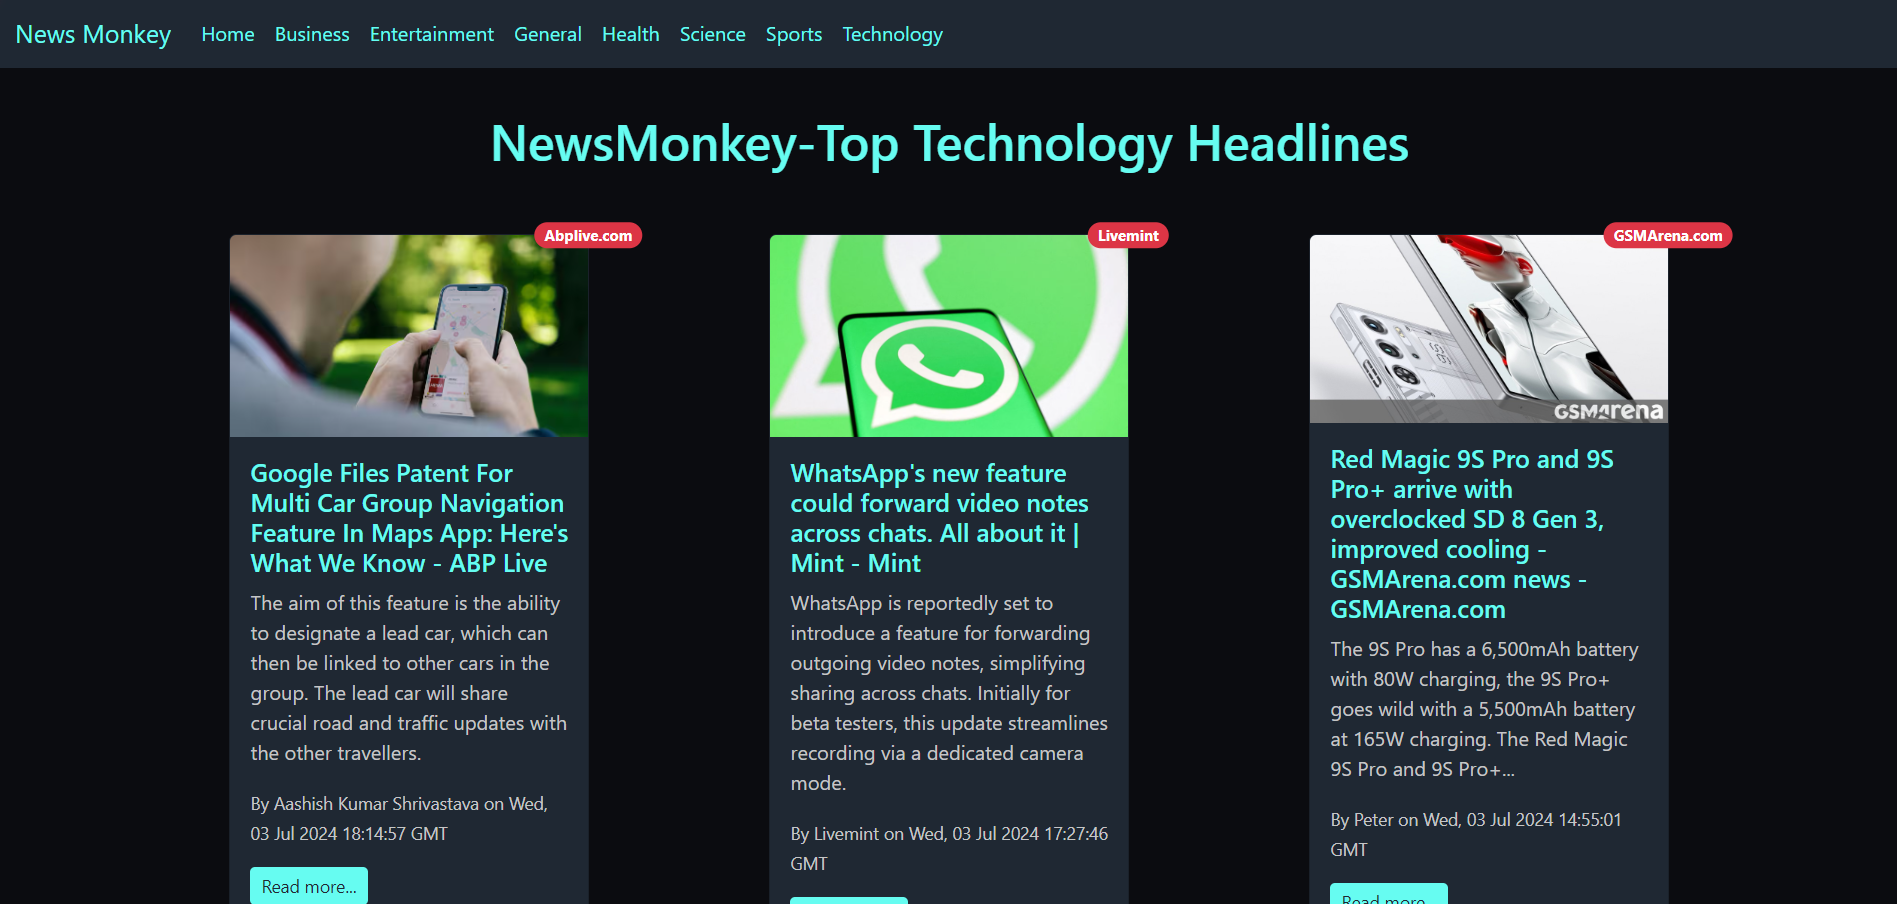 News Monkey Home Business Entertainment General Health Science Sports Technology
NewsMonkey-Top Technology Headlines
Abplive.com
Google Files Patent For
Multi Car Group Navigation
Feature In Maps App: Here's
What We Know - ABP Live
The aim of this feature is the ability
to designate a lead car, which can
then be linked to other cars in the
group. The lead car will share
crucial road and traffic updates with
the other travellers.
By Aashish Kumar Shrivastava on Wed,
03 Jul 2024 18:14:57 GMT
Read more...
Livemint
WhatsApp's new feature
could forward video notes
across chats. All about it |
Mint - Mint
WhatsApp is reportedly set to
introduce a feature for forwarding
outgoing video notes, simplifying
sharing across chats. Initially for
beta testers, this update streamlines
recording via a dedicated camera
mode.
By Livemint on Wed, 03 Jul 2024 17:27:46
GMT
GSMArena.com
GSMArena
Red Magic 9S Pro and 9S
Pro+ arrive with
overclocked SD 8 Gen 3,
improved cooling -
GSMArena.com news -
GSMArena.com
The 9S Pro has a 6,500mAh battery
with 80W charging, the 9S Pro+
goes wild with a 5,500mAh battery
at 165W charging. The Red Magic
9S Pro and 9S Pro+...
By Peter on Wed, 03 Jul 2024 14:55:01
GMT
Read more...